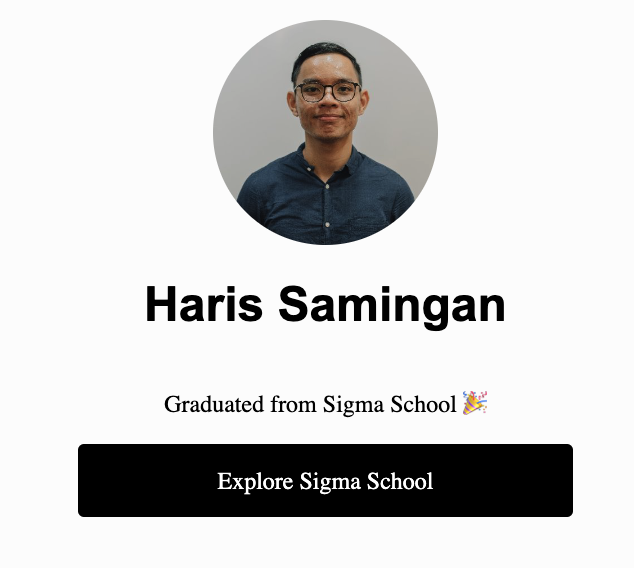 Haris Samingan
Graduated from Sigma School 🎉
Explore Sigma School